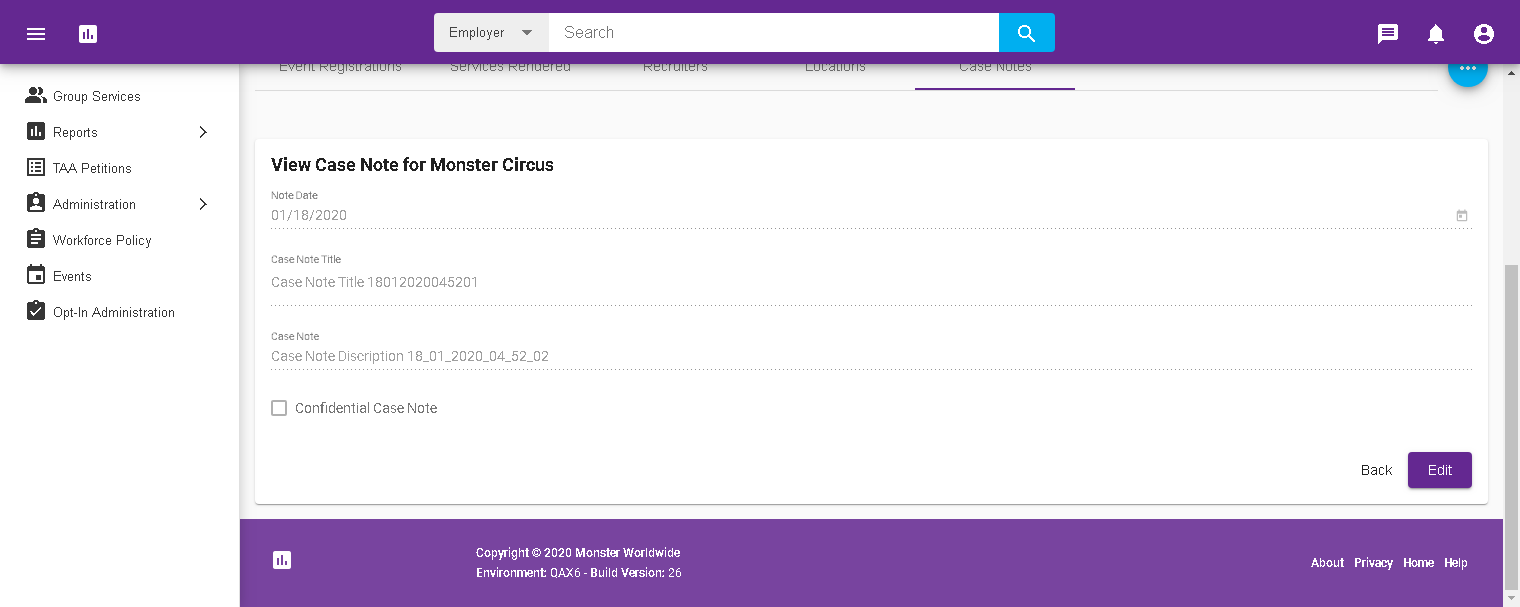 Employer
Search
Event Registrations Services Rendered Recruiters Locations Case Notes
Group Services
Reports
TAA Petitions
Administration
Workforce Policy
Events
Opt-In Administration
View Case Note for Monster Circus
Note Date
01/18/2020
Case Note Title
Case Note Title 18012020045201
Case Note
Case Note Discription 18_01_2020_04_52_02
Confidential Case Note
Back Edit
Copyright © 2020 Monster Worldwide
Environment: QAX6 - Build Version: 26
About Privacy Home Help